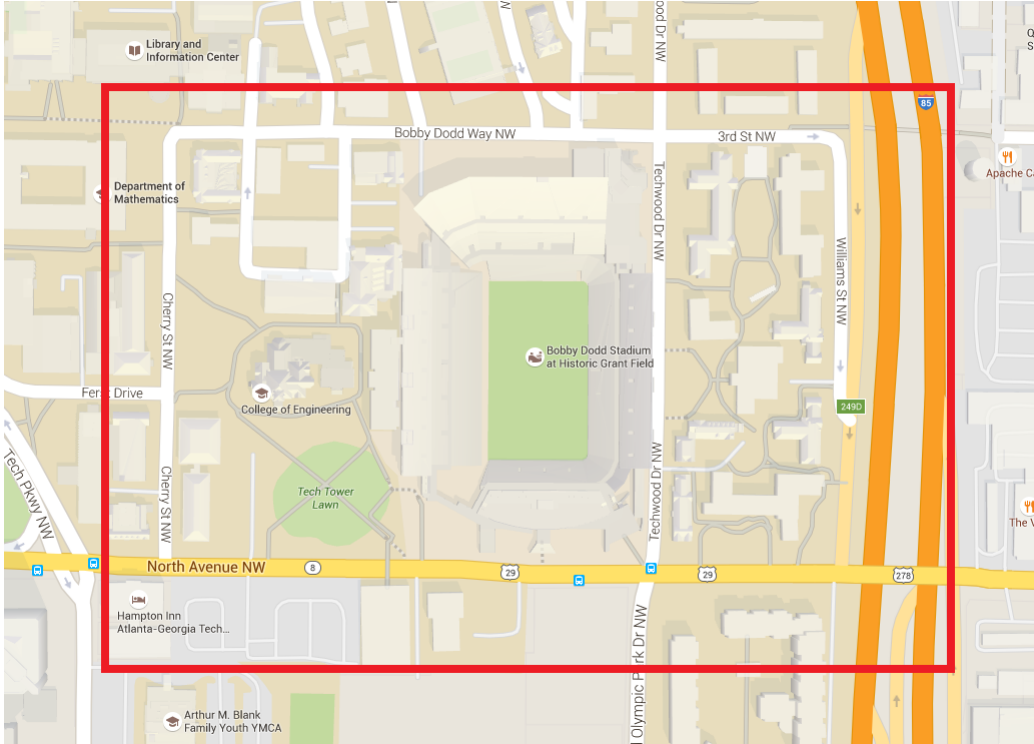 Library and
Information Center
Dr NW
85
Bobby Dodd Way NW
3rd St NW
Apache
Department of
Mathematics
Techwood Dr NW
Williams St NW
Cherry St NW
Bobby Dodd Stadium
at Historic Grant Field
Ferst Drive
College of Engineering
249D
Tech Pkwy NW
Cherry St NW
Tech Tower
Lawn
Techwood Dr NW
The
North Avenue NW
8
29
29
278
Hampton Inn
Atlanta-Georgia Tech...
Olympic Park Dr NW
Arthur M. Blank
Family Youth YMCA